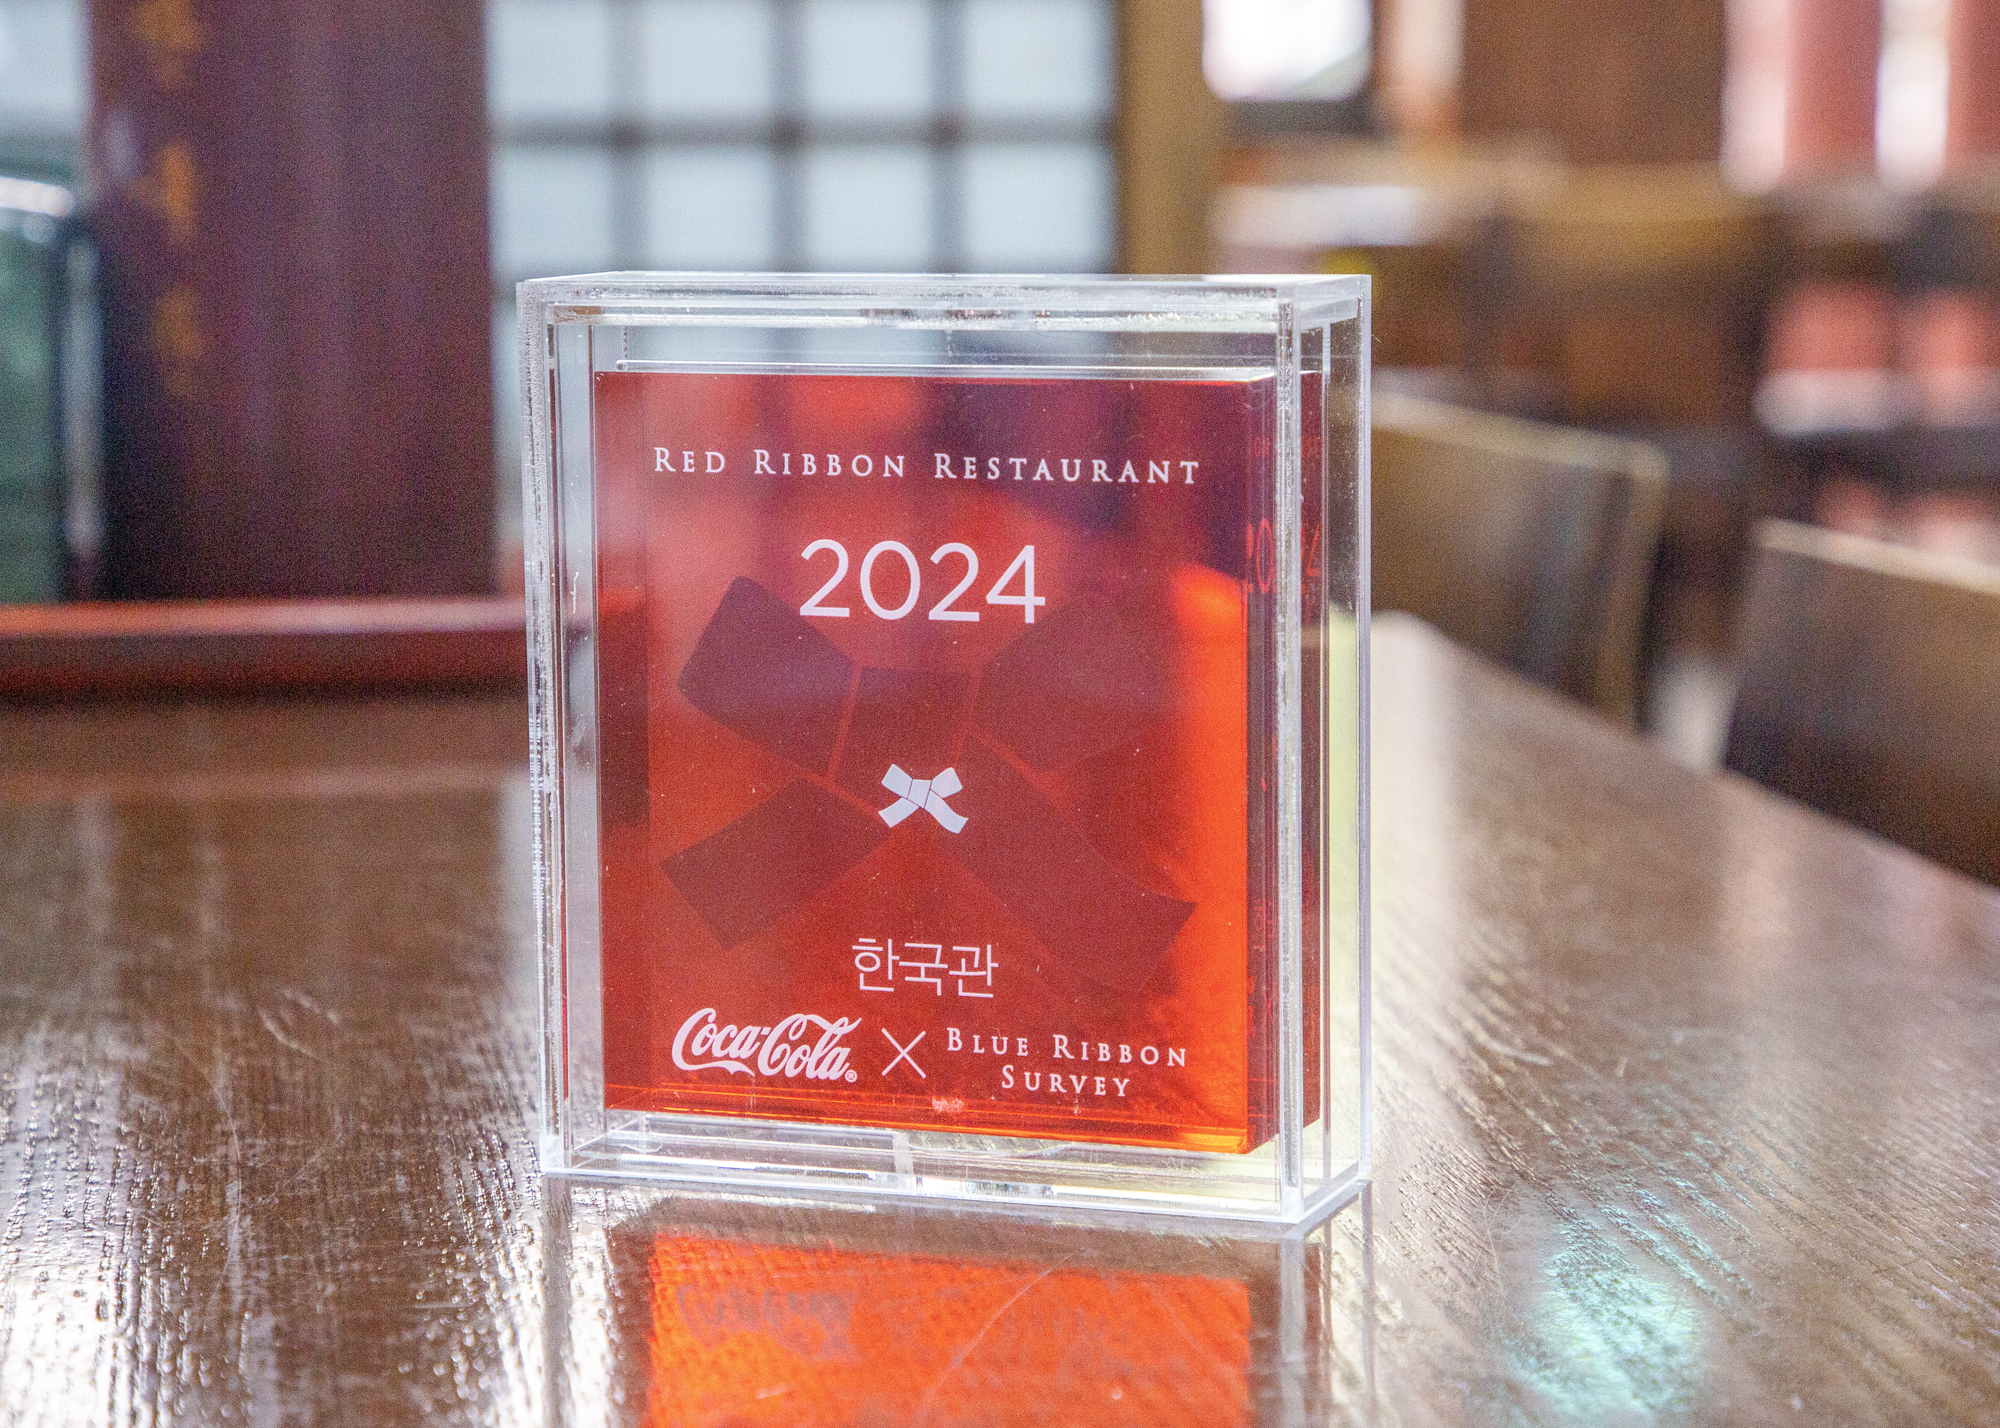 RED RIBBON RESTAURANT
2024
한국관
Coca-Cola® × BLUE RIBBON
SURVEY